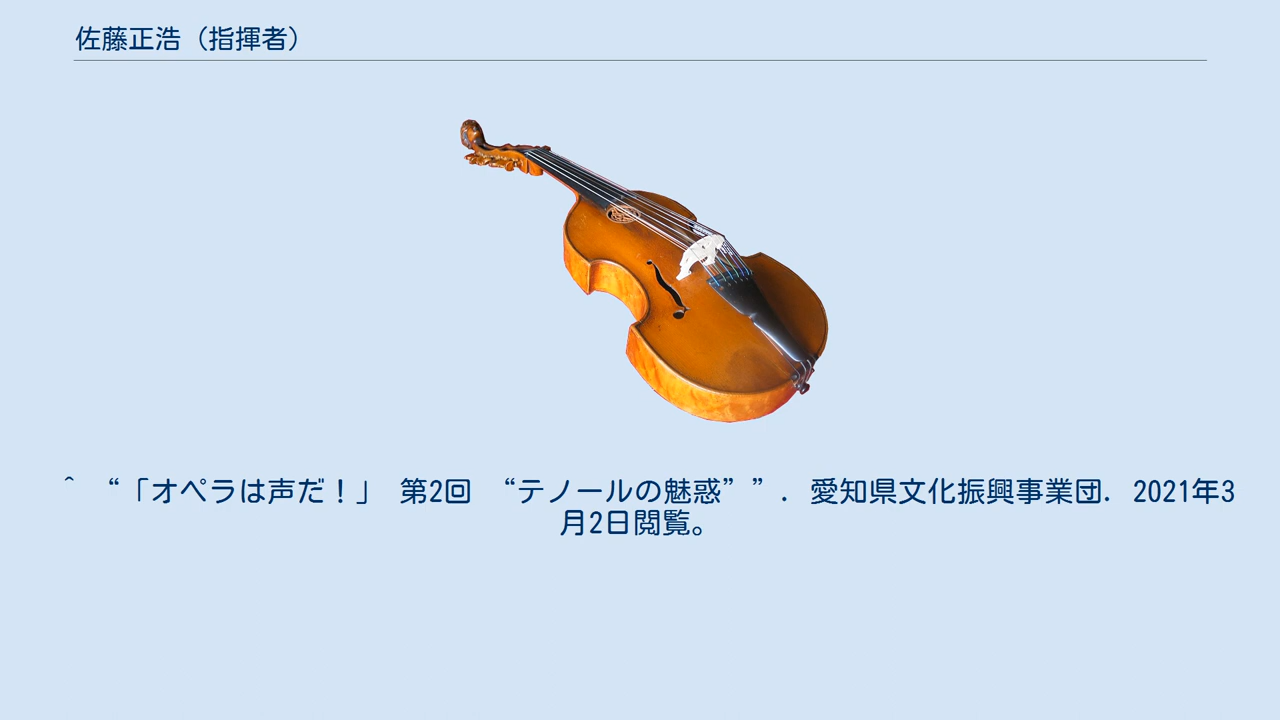 佐藤正浩（指揮者）
^ “「オペラは声だ！」 第2回 “テノールの魅惑” ”. 愛知県文化振興事業団. 2021年3
月2日閲覧。